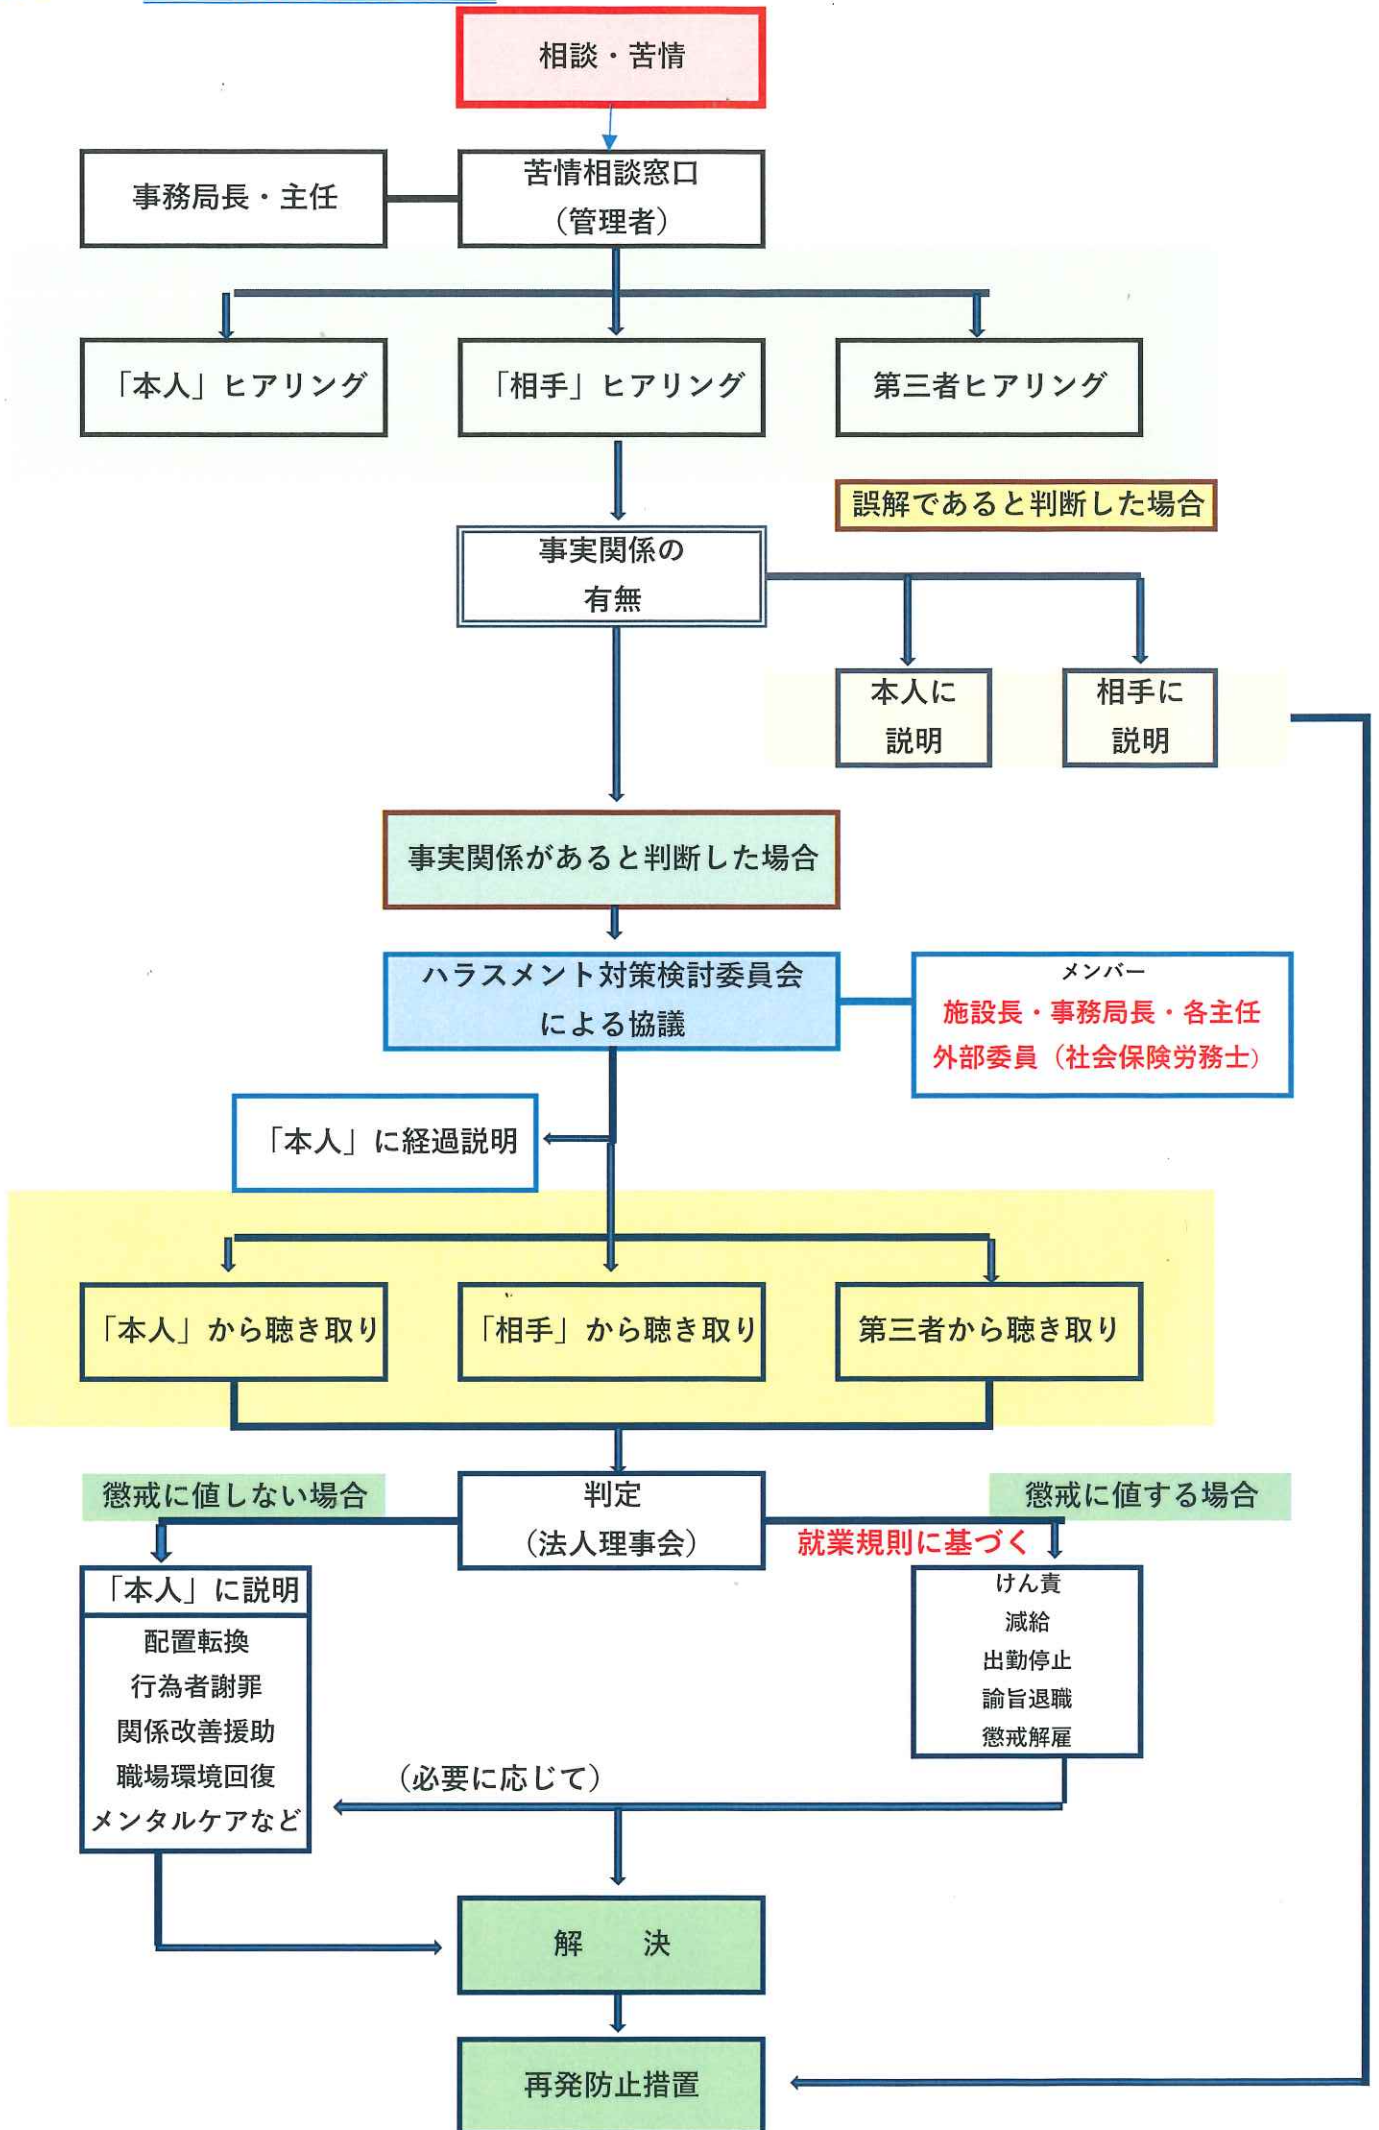 相談・苦情
事務局長・主任
苦情相談窓口
（管理者）
「本人」ヒアリング
「相手」ヒアリング
第三者ヒアリング
誤解であると判断した場合
事実関係の
有無
本人に
説明
相手に
説明
事実関係があると判断した場合
ハラスメント対策検討委員会
による協議
メンバー
施設長・事務局長・各主任
外部委員（社会保険労務士）
「本人」に経過説明
「本人」から聴き取り
「相手」から聴き取り
第三者から聴き取り
懲戒に値しない場合
判定
（法人理事会）
懲戒に値する場合
就業規則に基づく
「本人」に説明
配置転換
行為者謝罪
関係改善援助
職場環境回復
メンタルケアなど
けん責
減給
出勤停止
諭旨退職
懲戒解雇
（必要に応じて）
解　　決
再発防止措置